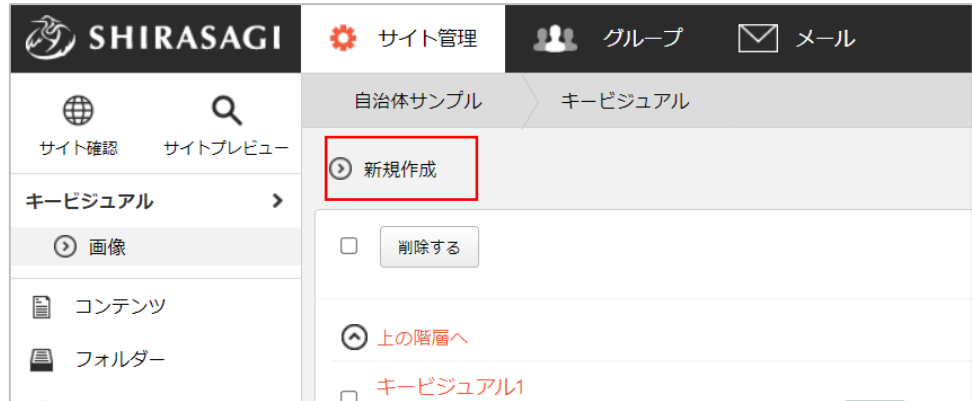 SHIRASAGI
サイト管理
グループ
メール
サイト確認
サイトプレビュー
自治体サンプル
キービジュアル
新規作成
キービジュアル
画像
削除する
コンテンツ
上の階層へ
フォルダー
キービジュアル1